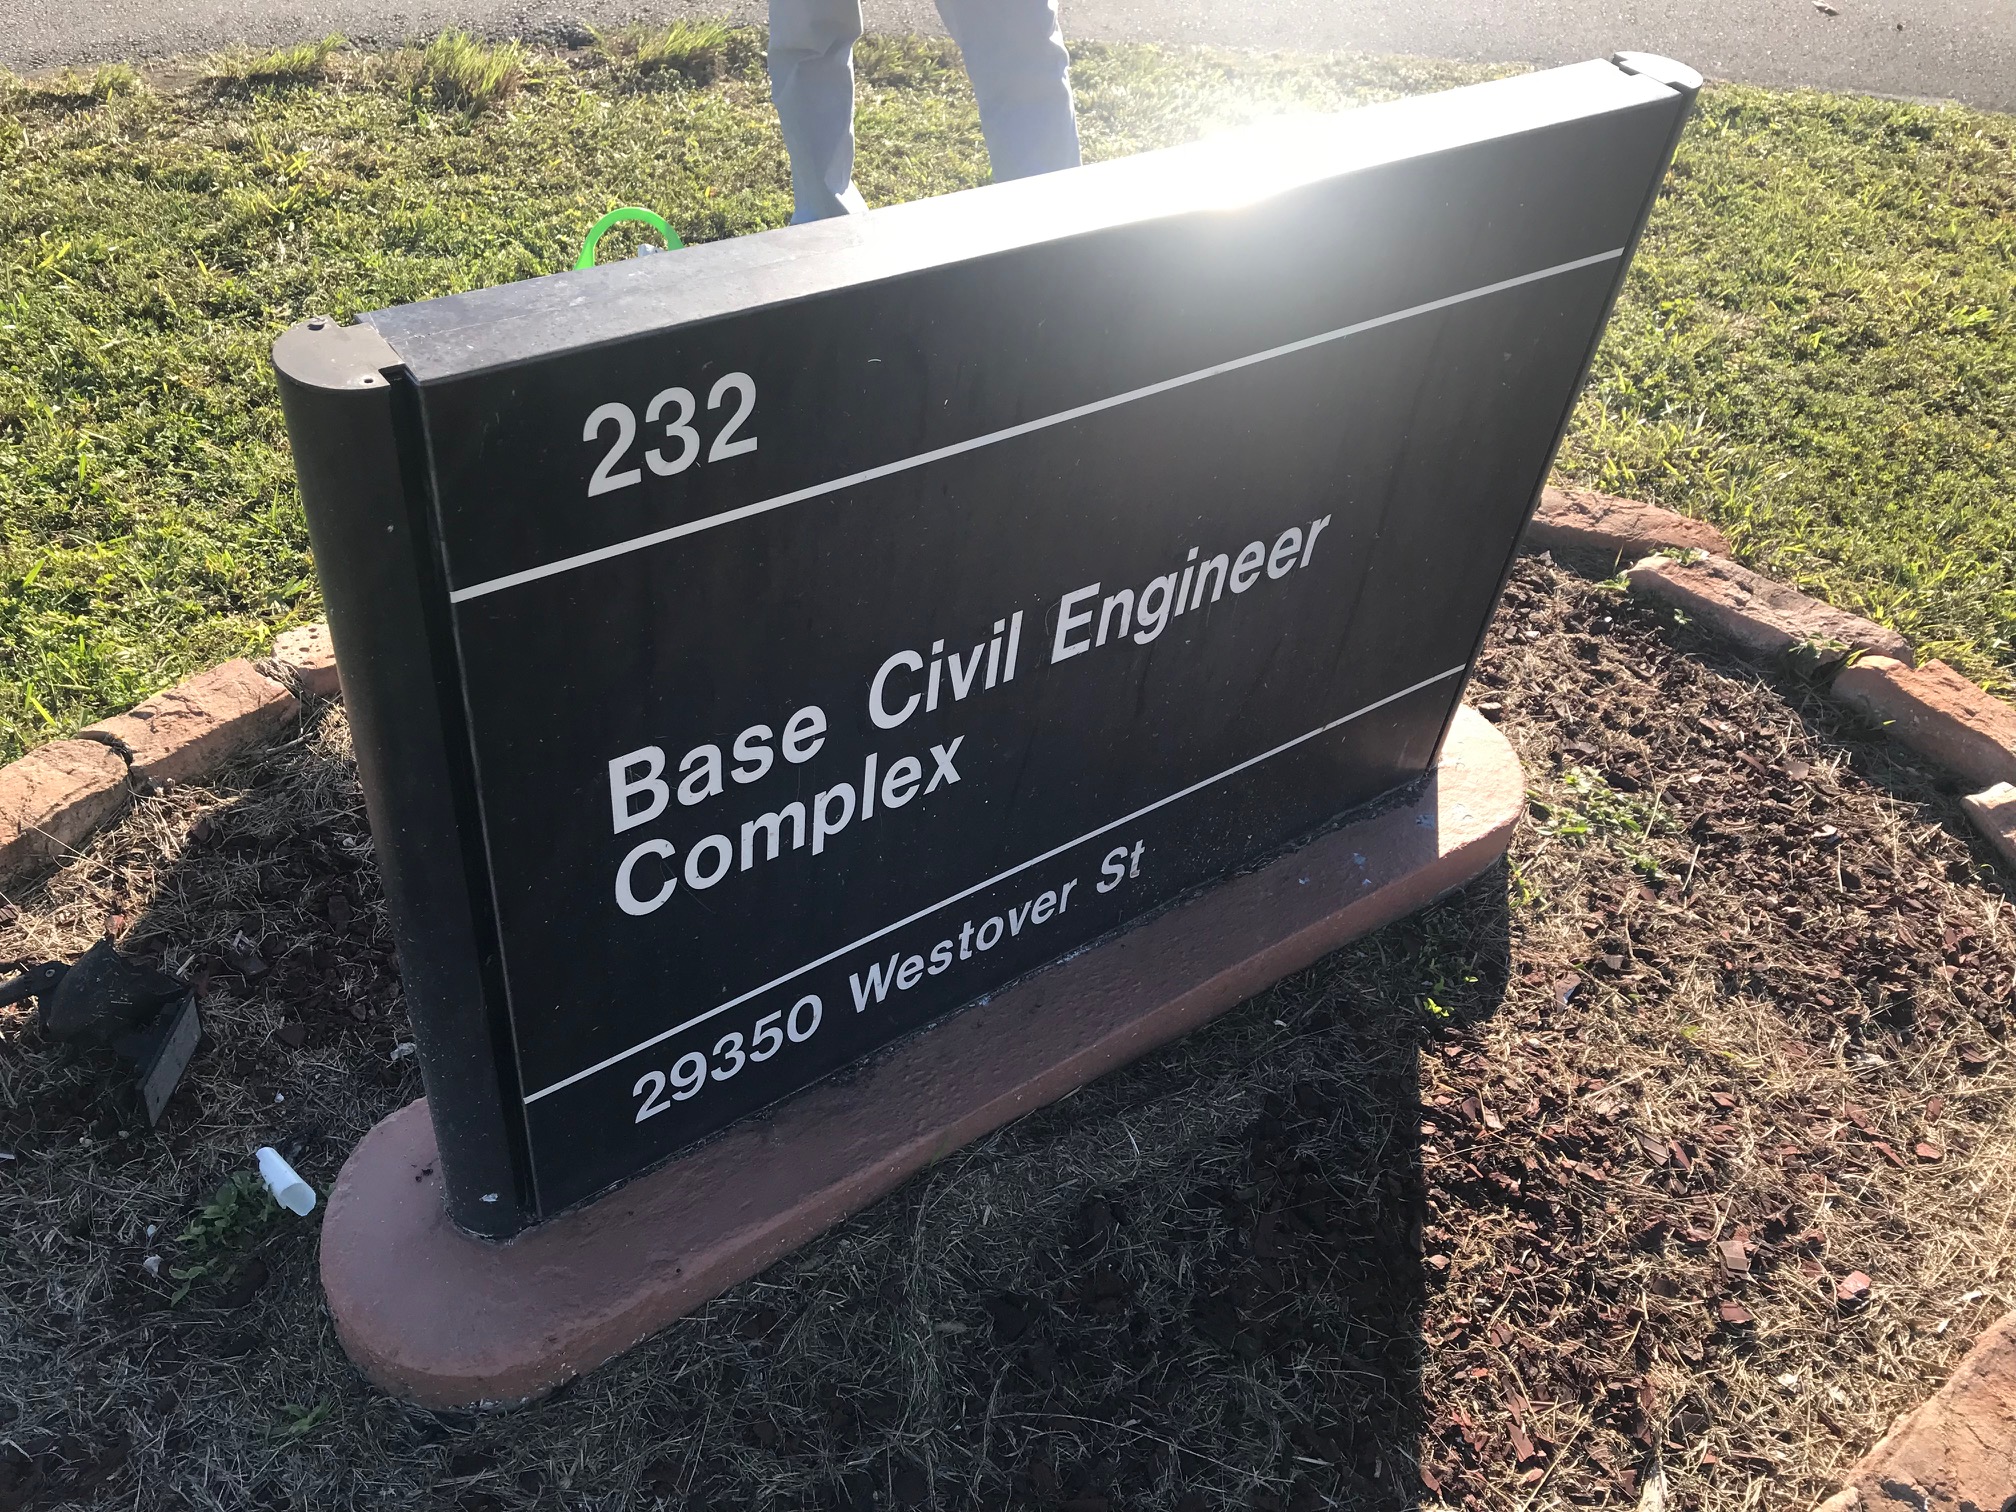 232
Base Civil Engineer
Complex
29350 Westover St